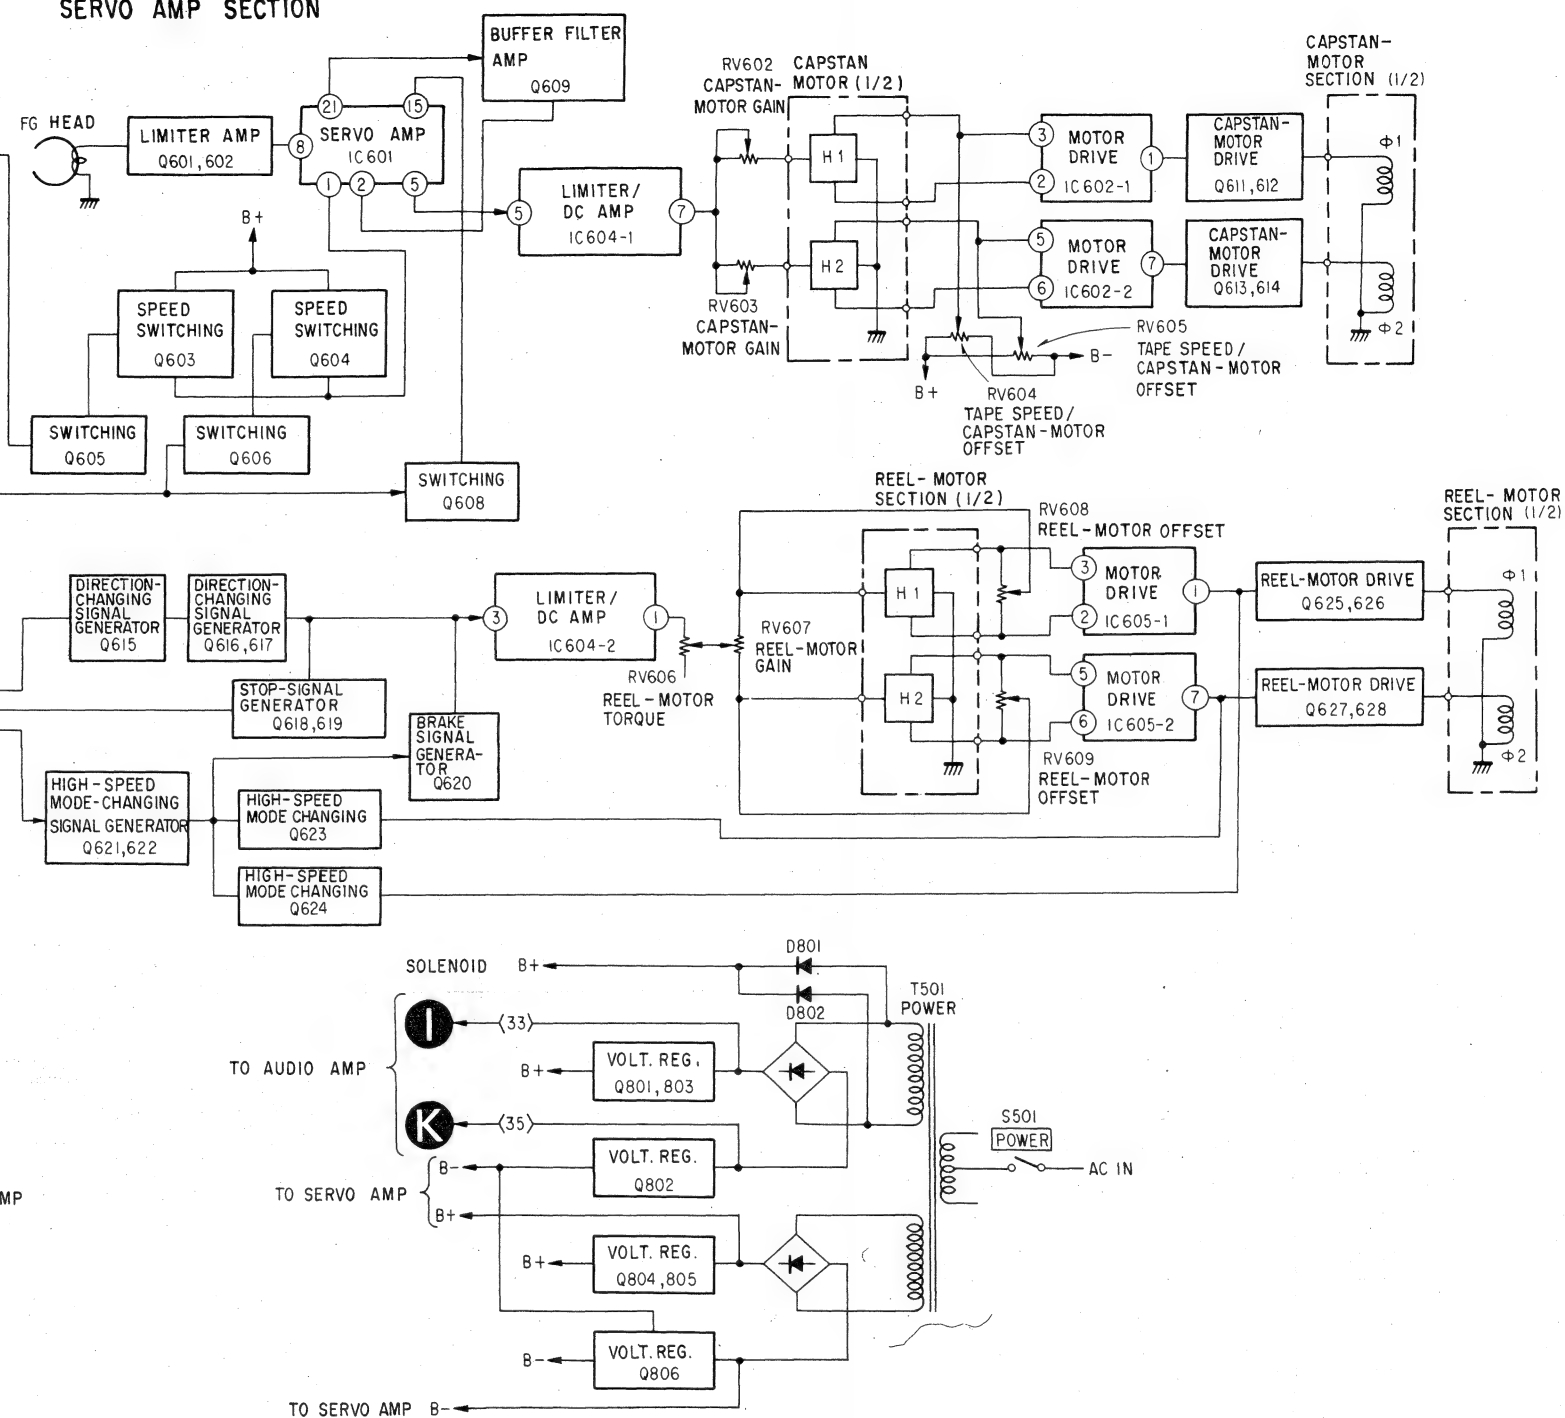 SERVO AMP SECTION
FG HEAD
LIMITER AMP
Q601,602
8
21
15
SERVO AMP
IC601
1
2
5
BUFFER FILTER
AMP
Q609
B+
SPEED
SWITCHING
Q603
SPEED
SWITCHING
Q604
SWITCHING
Q605
SWITCHING
Q606
SWITCHING
Q608
5
LIMITER/
DC AMP
IC604-1
7
RV602
CAPSTAN-
MOTOR GAIN
CAPSTAN
MOTOR (1/2)
H1
H2
RV603
CAPSTAN-
MOTOR GAIN
3
2
MOTOR
DRIVE
IC602-1
1
5
6
MOTOR
DRIVE
IC602-2
7
CAPSTAN-
MOTOR
DRIVE
Q611,612
CAPSTAN-
MOTOR
DRIVE
Q613,614
CAPSTAN-
MOTOR
SECTION (1/2)
Φ1
Φ2
B+
B-
RV604
TAPE SPEED/
CAPSTAN-MOTOR
OFFSET
RV605
TAPE SPEED/
CAPSTAN-MOTOR
OFFSET
DIRECTION-
CHANGING
SIGNAL
GENERATOR
Q615
DIRECTION-
CHANGING
SIGNAL
GENERATOR
Q616,617
STOP-SIGNAL
GENERATOR
Q618,619
BRAKE
SIGNAL
GENERA-
TOR
Q620
3
LIMITER/
DC AMP
IC604-2
1
RV606
REEL-MOTOR
TORQUE
RV607
REEL-MOTOR
GAIN
REEL-MOTOR
SECTION (1/2)
H1
H2
RV608
REEL-MOTOR OFFSET
RV609
REEL-MOTOR
OFFSET
3
2
MOTOR
DRIVE
IC605-1
1
5
6
MOTOR
DRIVE
IC605-2
7
REEL-MOTOR DRIVE
Q625,626
REEL-MOTOR DRIVE
Q627,628
REEL-MOTOR
SECTION (1/2)
Φ1
Φ2
HIGH-SPEED
MODE-CHANGING
SIGNAL GENERATOR
Q621,622
HIGH-SPEED
MODE CHANGING
Q623
HIGH-SPEED
MODE CHANGING
Q624
SOLENOID B+
D801
D802
T501
POWER
TO AUDIO AMP
I
(33)
B+
VOLT. REG.
Q801,803
K
(35)
VOLT. REG.
Q802
TO SERVO AMP
B-
B+
B+
VOLT. REG.
Q804,805
B-
VOLT. REG.
Q806
TO SERVO AMP B-
S501
POWER
AC IN
MP